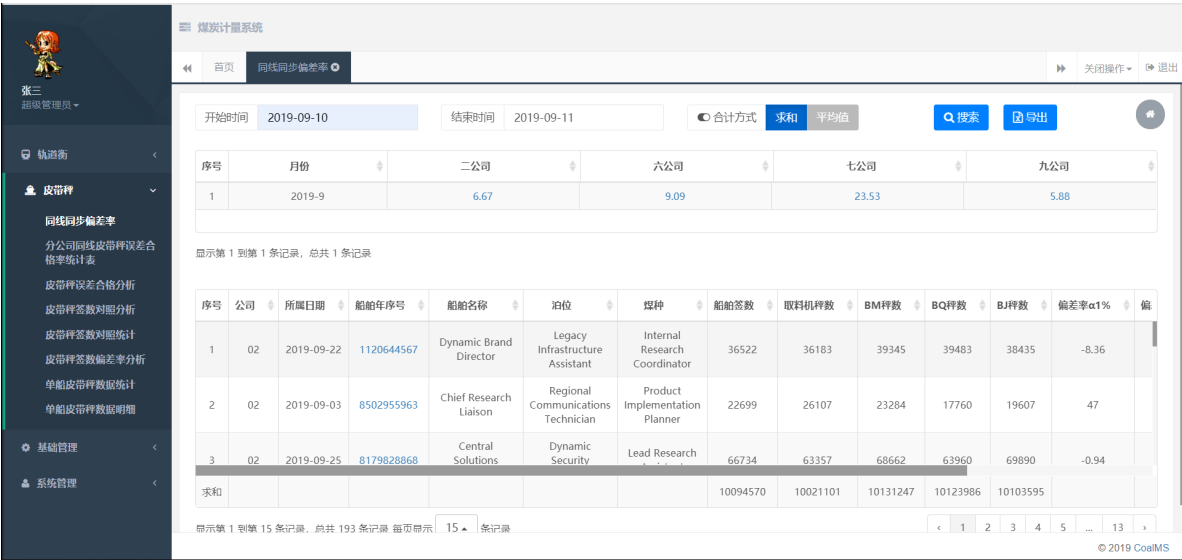 煤炭计量系统
首页 同线同步偏差率 关闭操作 退出
张三
超级管理员
轨道衡
皮带秤
同线同步偏差率
分公司同线皮带秤误差合
格率统计表
皮带秤误差合格分析
皮带秤签数对照分析
皮带秤签数对照统计
皮带秤签数偏差率分析
单船皮带秤数据统计
单船皮带秤数据明细
基础管理
系统管理
开始时间 2019-09-10 结束时间 2019-09-11 合计方式 求和 平均值 搜索 导出
序号 月份 二公司 六公司 七公司 九公司
1 2019-9 6.67 9.09 23.53 5.88
显示第 1 到第 1 条记录，总共 1 条记录
序号 公司 所属日期 船舶年序号 船舶名称 泊位 煤种 船舶签数 取料机秤数 BM秤数 BQ秤数 BJ秤数 偏差率α1%
1 02 2019-09-22 1120644567 Dynamic Brand Director Legacy Infrastructure Assistant Internal Research Coordinator 36522 36183 39345 39483 38435 -8.36
2 02 2019-09-03 8502955963 Chief Research Liaison Regional Communications Technician Product Implementation Planner 22699 26107 23284 17760 19607 47
3 02 2019-09-25 8179828868 Central Solutions Dynamic Security Lead Research 66734 63357 68662 63960 69890 -0.94
求和 10094570 10021101 10131247 10123986 10103595
显示第 1 到第 15 条记录，总共 193 条记录 每页显示 15 条记录
‹ 1 2 3 4 5 ... 13 ›
© 2019 CoalMS